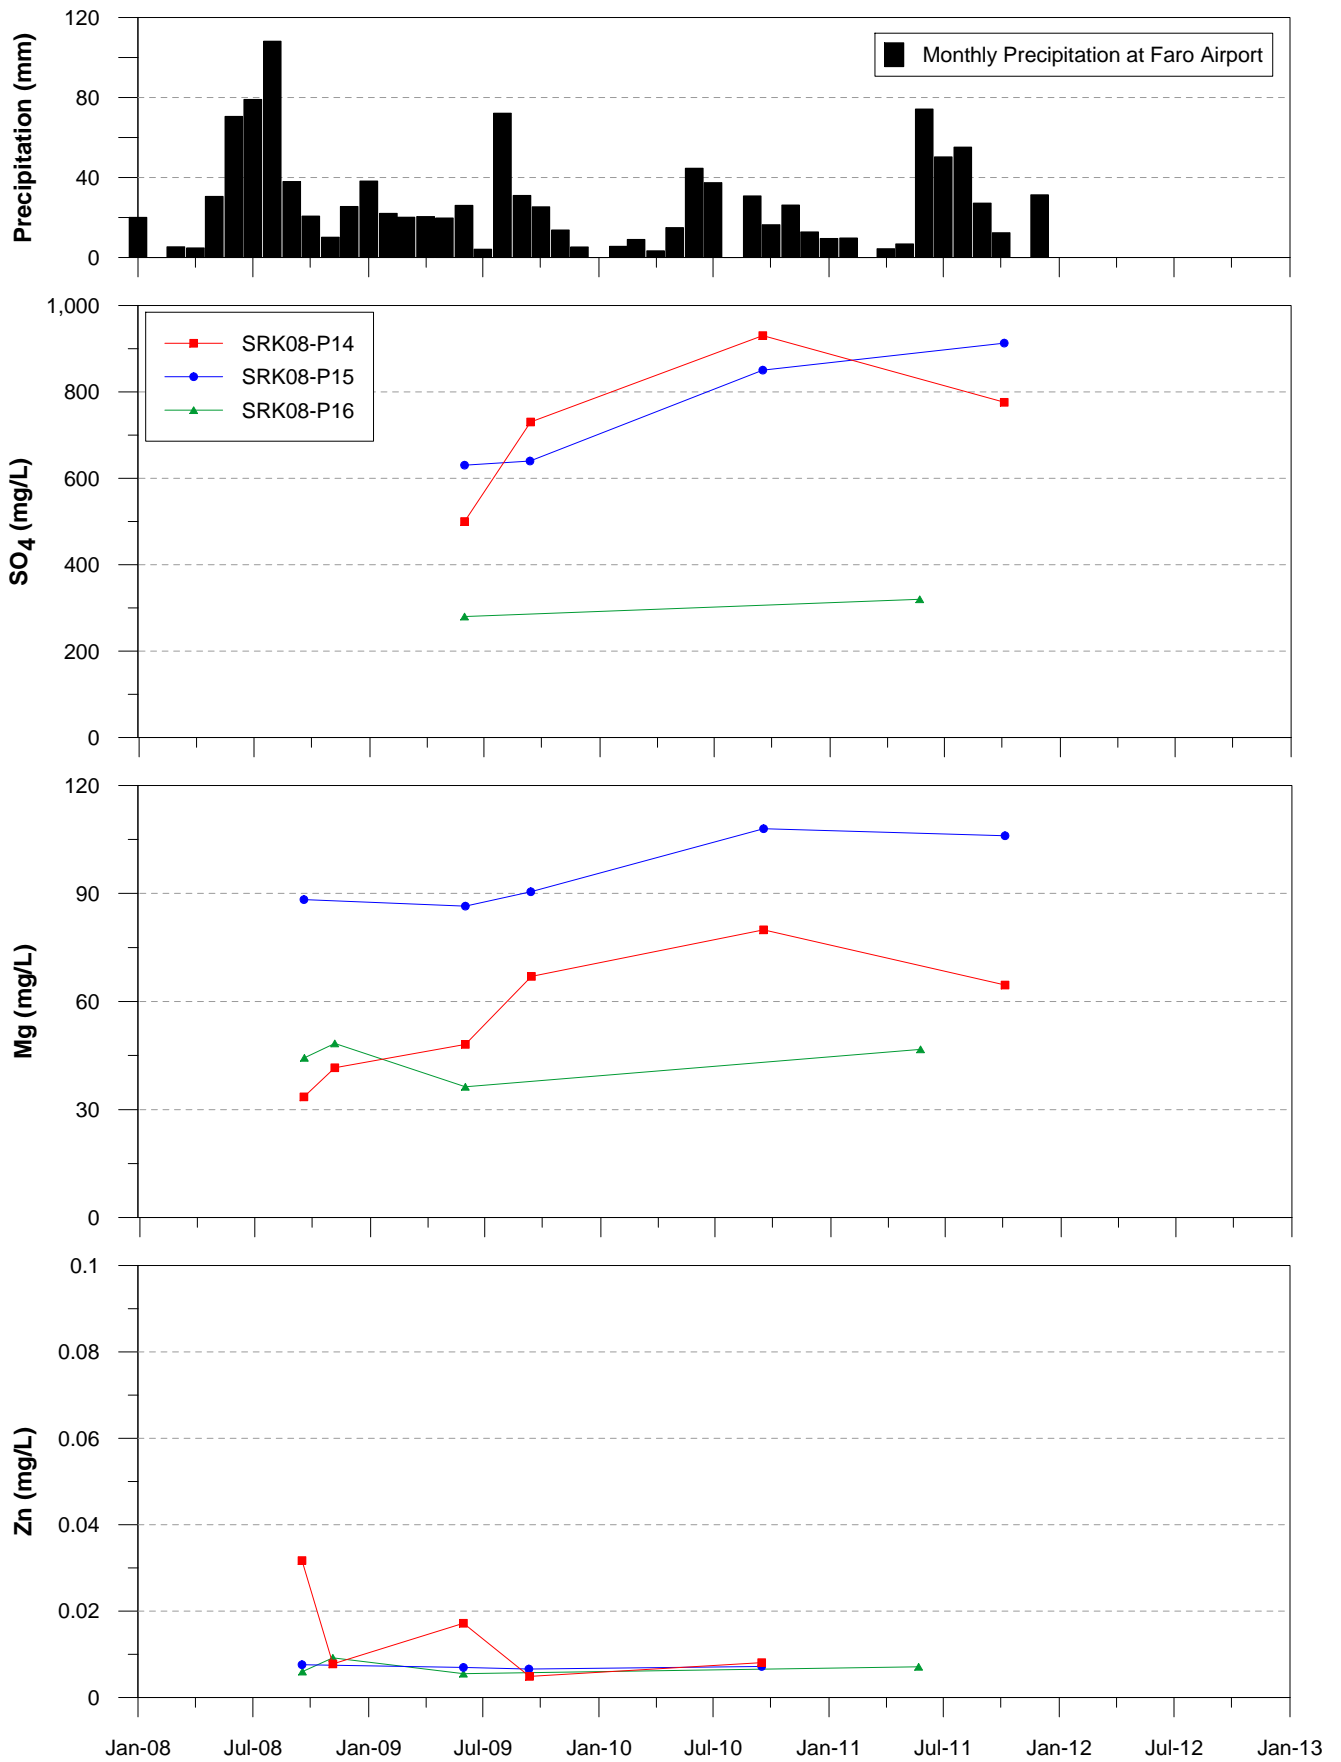 Precipitation (mm)
120
80
40
0
Monthly Precipitation at Faro Airport
SO4 (mg/L)
1,000
800
600
400
200
0
SRK08-P14
SRK08-P15
SRK08-P16
Mg (mg/L)
120
90
60
30
0
Zn (mg/L)
0.1
0.08
0.06
0.04
0.02
0
Jan-08 Jul-08 Jan-09 Jul-09 Jan-10 Jul-10 Jan-11 Jul-11 Jan-12 Jul-12 Jan-13